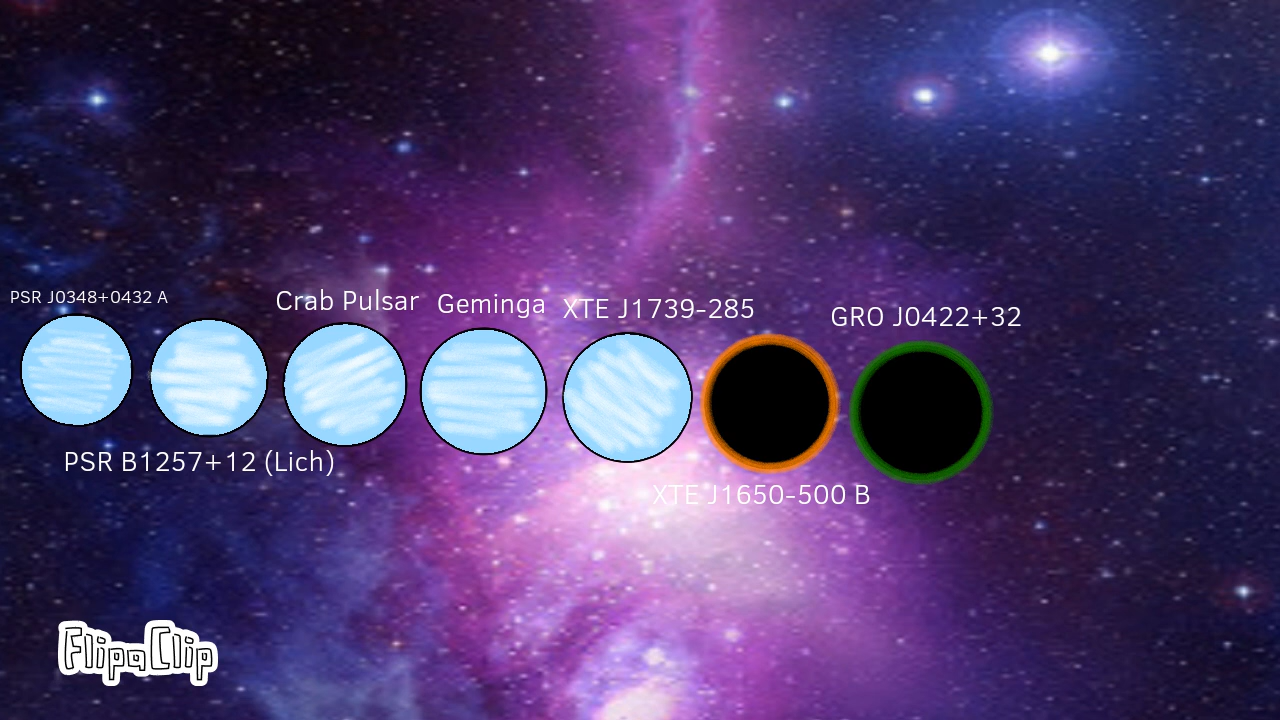 PSR J0348+0432 A
PSR B1257+12 (Lich)
Crab Pulsar
Geminga
XTE J1739-285
XTE J1650-500 B
GRO J0422+32
FlipaClip